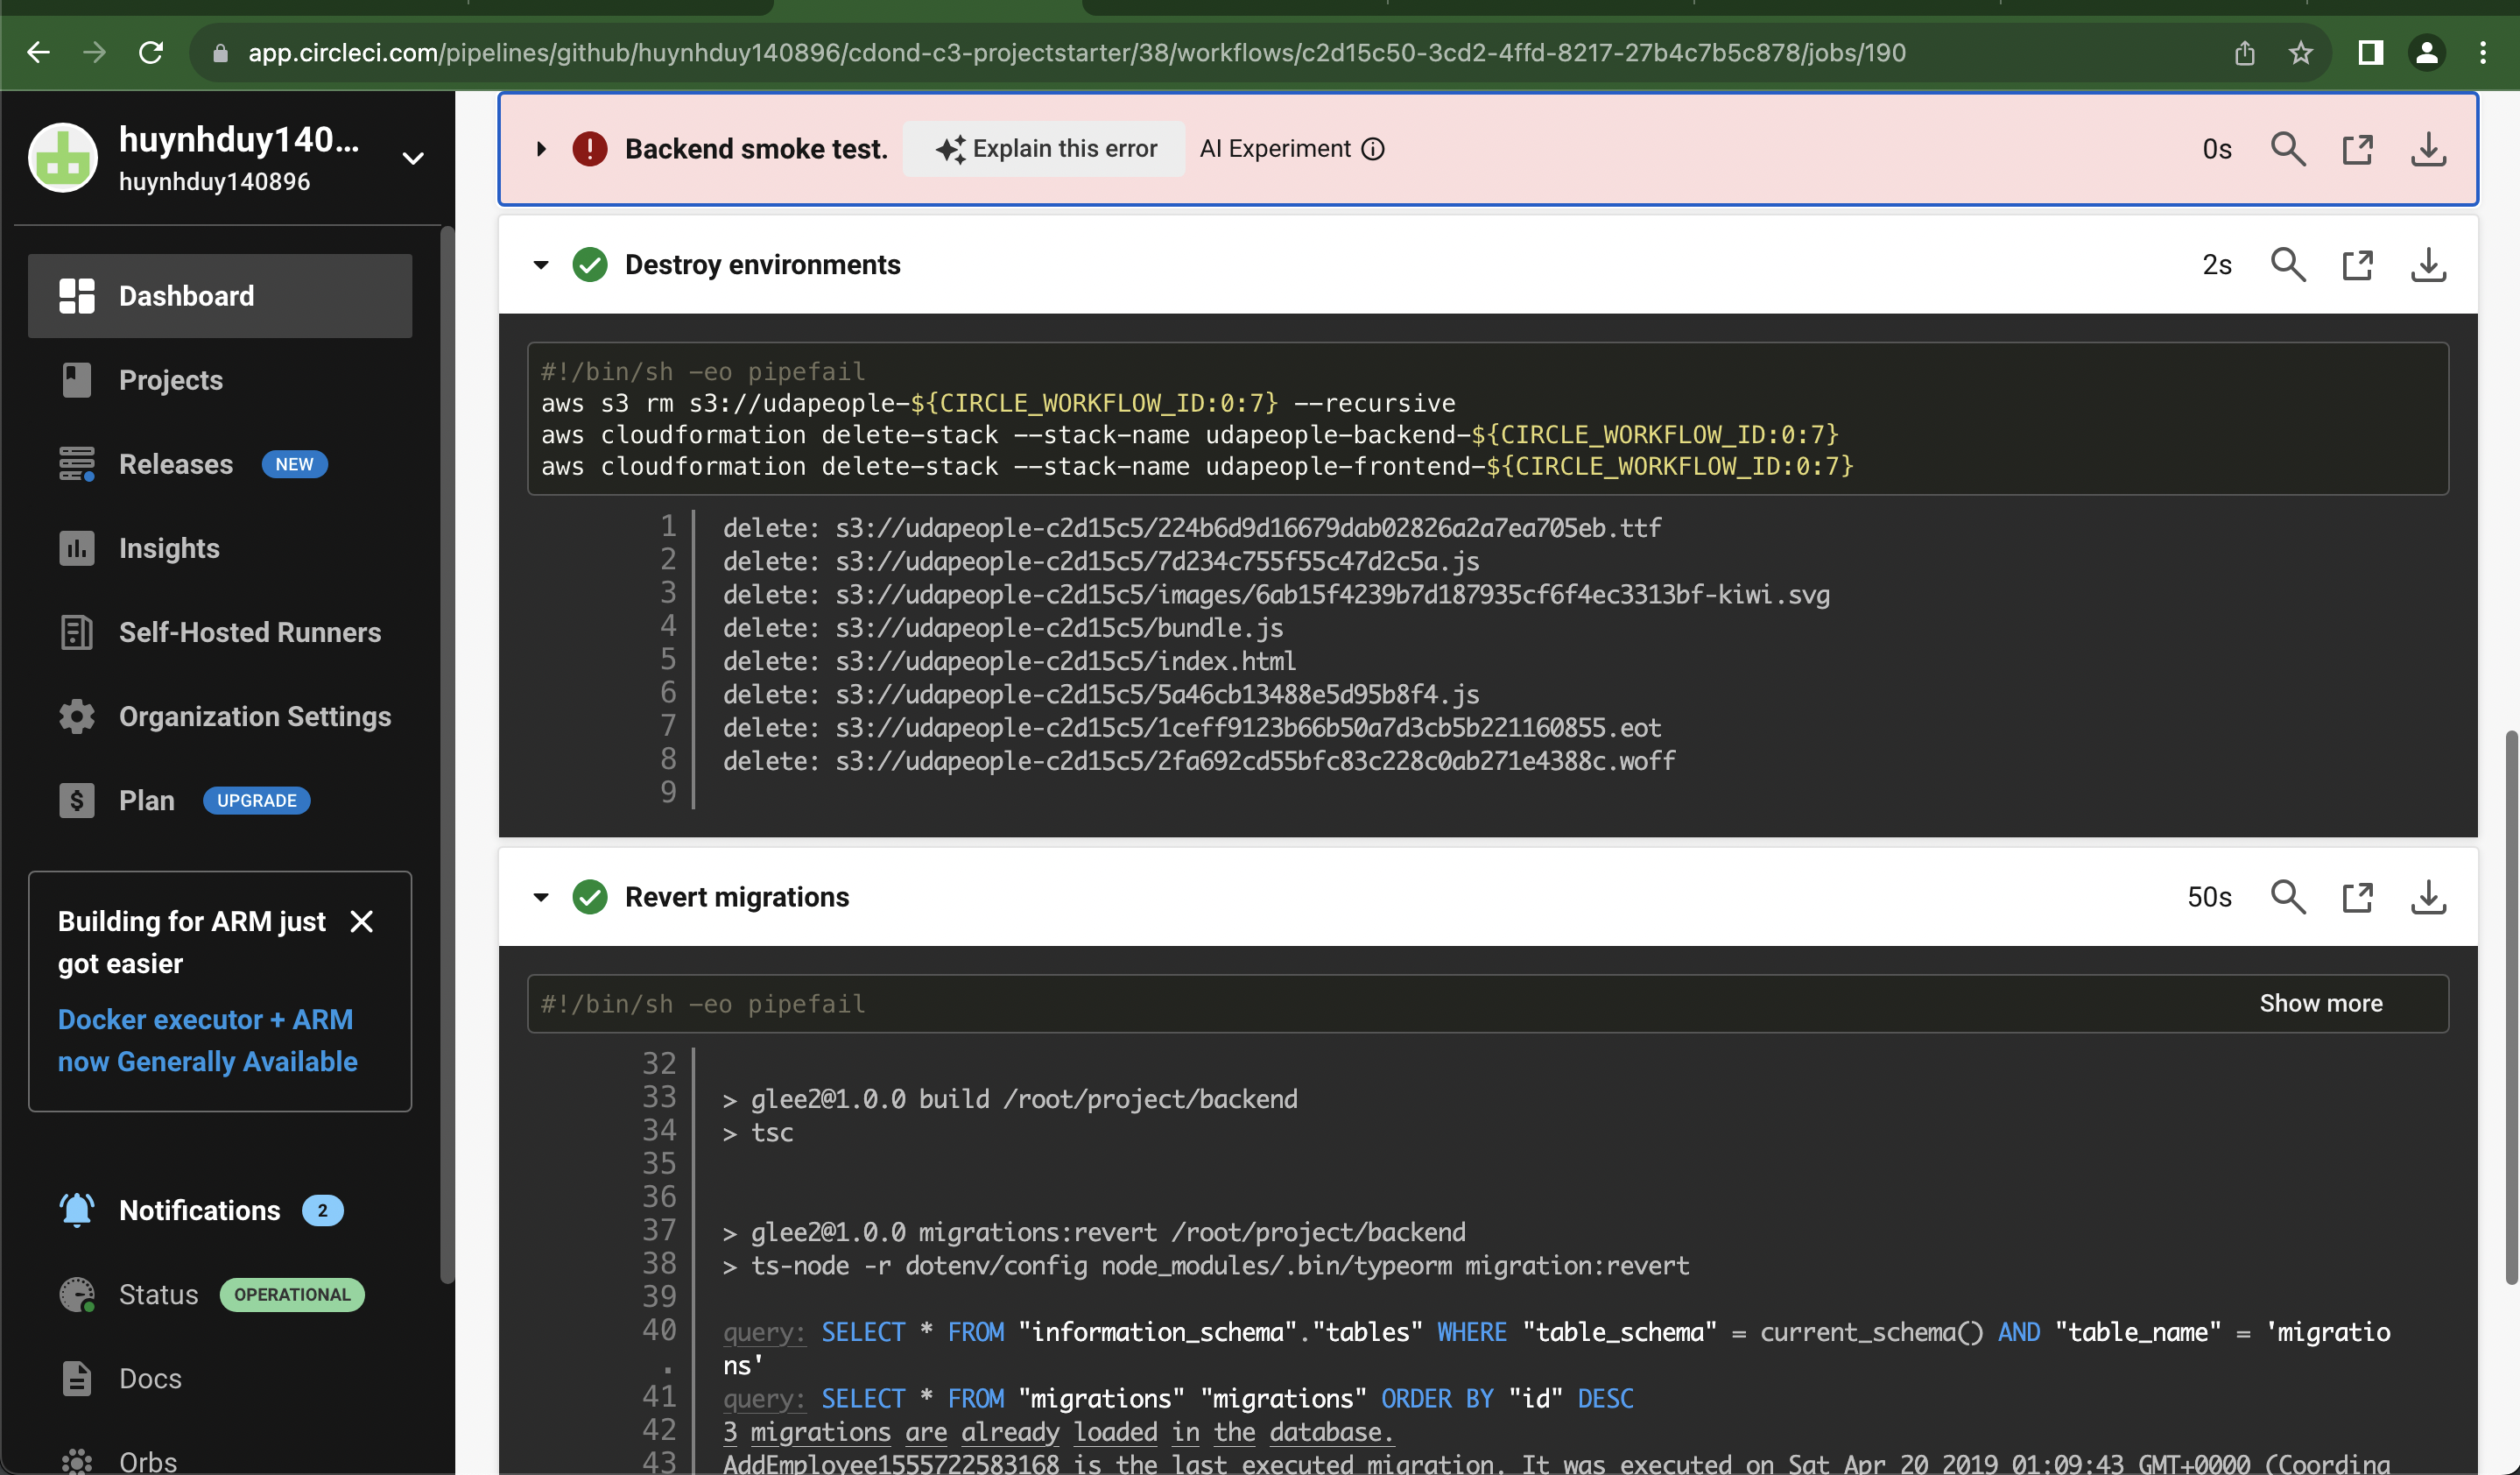 app.circleci.com/pipelines/github/huynhduy140896/cdond-c3-projectstarter/38/workflows/c2d15c50-3cd2-4ffd-8217-27b4c7b5c878/jobs/190
huynhduy140...
huynhduy140896
Dashboard
Projects
Releases NEW
Insights
Self-Hosted Runners
Organization Settings
Plan UPGRADE
Building for ARM just
got easier
Docker executor + ARM
now Generally Available
Notifications 2
Status OPERATIONAL
Docs
Orbs
Backend smoke test. Explain this error AI Experiment 0s
Destroy environments 2s
#!/bin/sh -eo pipefail
aws s3 rm s3://udapeople-${CIRCLE_WORKFLOW_ID:0:7} --recursive
aws cloudformation delete-stack --stack-name udapeople-backend-${CIRCLE_WORKFLOW_ID:0:7}
aws cloudformation delete-stack --stack-name udapeople-frontend-${CIRCLE_WORKFLOW_ID:0:7}
1 delete: s3://udapeople-c2d15c5/224b6d9d16679dab02826a2a7ea705eb.ttf
2 delete: s3://udapeople-c2d15c5/7d234c755f55c47d2c5a.js
3 delete: s3://udapeople-c2d15c5/images/6ab15f4239b7d187935cf6f4ec3313bf-kiwi.svg
4 delete: s3://udapeople-c2d15c5/bundle.js
5 delete: s3://udapeople-c2d15c5/index.html
6 delete: s3://udapeople-c2d15c5/5a46cb13488e5d95b8f4.js
7 delete: s3://udapeople-c2d15c5/1ceff9123b66b50a7d3cb5b221160855.eot
8 delete: s3://udapeople-c2d15c5/2fa692cd55bfc83c228c0ab271e4388c.woff
9
Revert migrations 50s
#!/bin/sh -eo pipefail Show more
32
33 > glee2@1.0.0 build /root/project/backend
34 > tsc
35
36
37 > glee2@1.0.0 migrations:revert /root/project/backend
38 > ts-node -r dotenv/config node_modules/.bin/typeorm migration:revert
39
40 query: SELECT * FROM "information_schema"."tables" WHERE "table_schema" = current_schema() AND "table_name" = 'migratio
. ns'
41 query: SELECT * FROM "migrations" "migrations" ORDER BY "id" DESC
42 3 migrations are already loaded in the database.
43 AddEmployee1555722583168 is the last executed migration. It was executed on Sat Apr 20 2019 01:09:43 GMT+0000 (Coordina